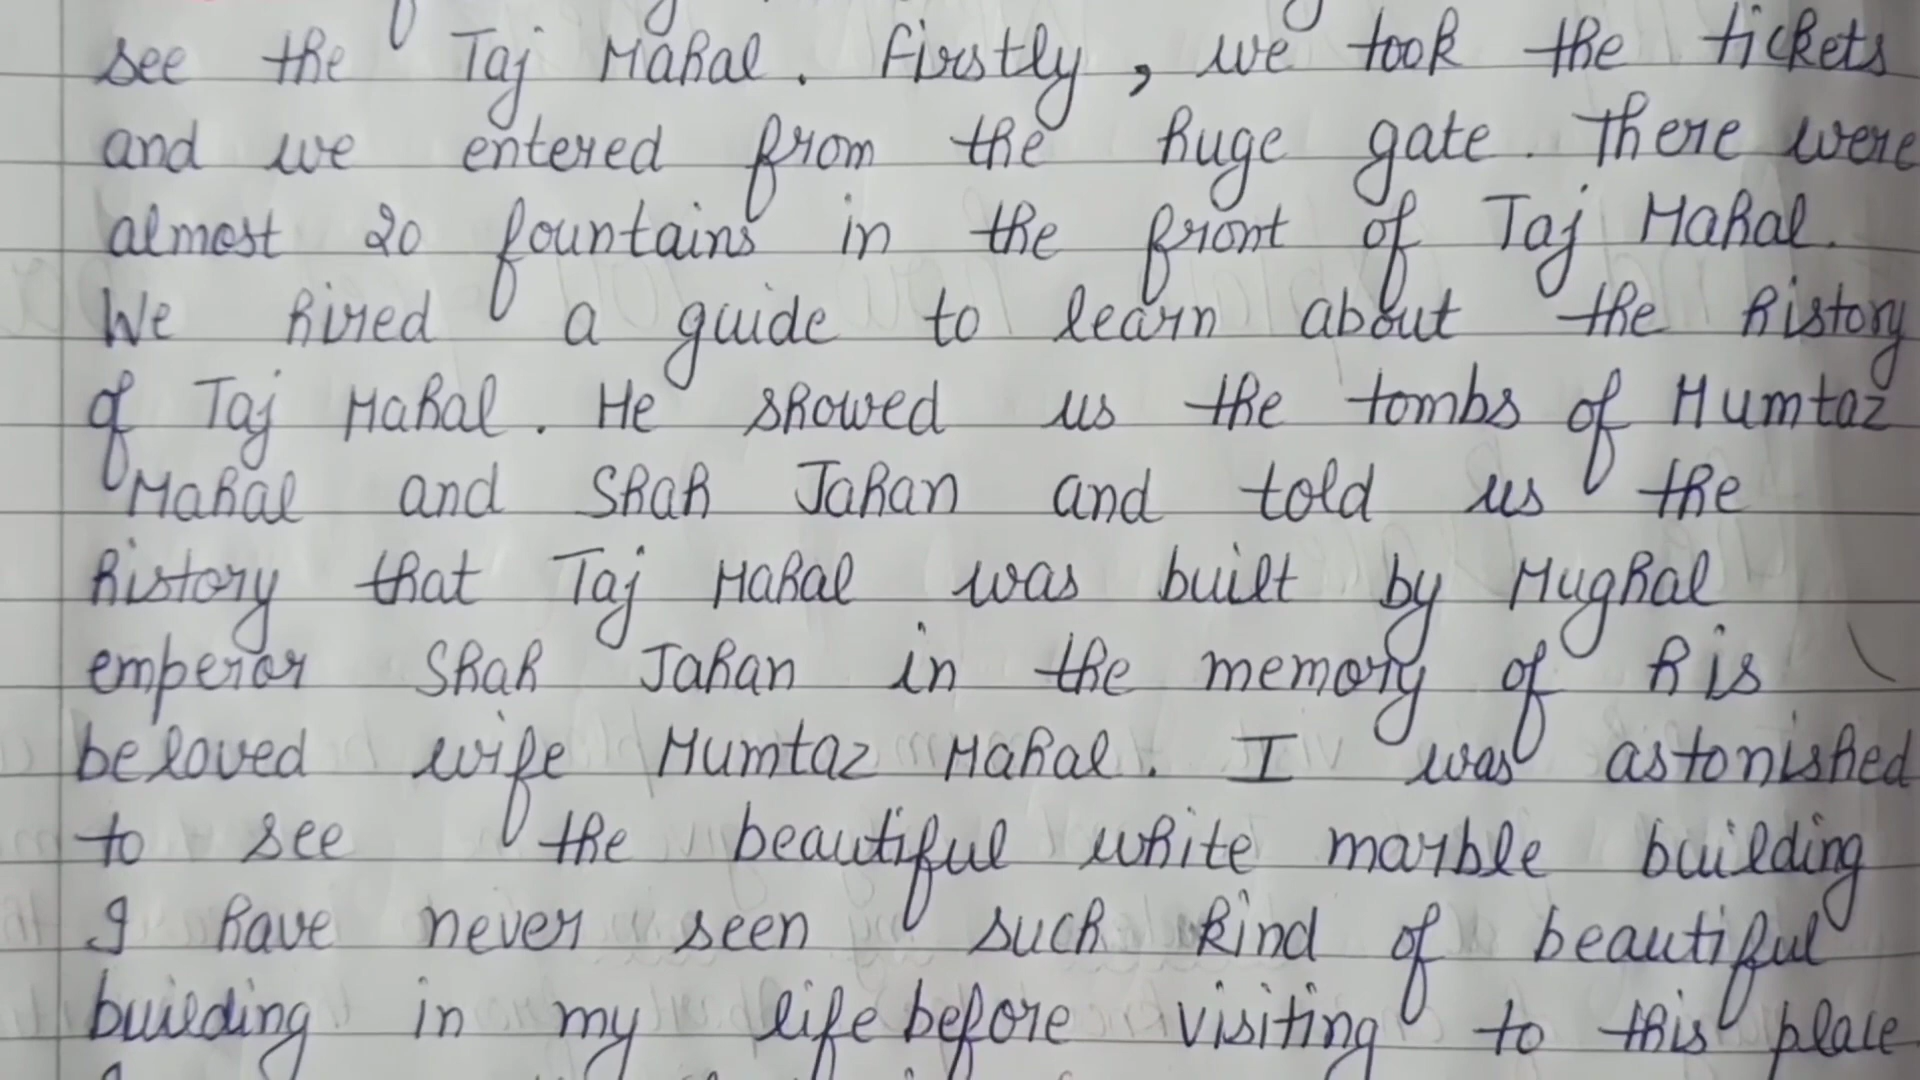 see the Taj Mahal. Firstly, we took the tickets
and we entered from the huge gate. There were
almost 20 fountains in the front of Taj Mahal.
We hired a guide to learn about the history
of Taj Mahal. He showed us the tombs of Mumtaz
Mahal and Shah Jahan and told us the
history that Taj Mahal was built by Mughal
emperor Shah Jahan in the memory of his
beloved wife Mumtaz Mahal. I was astonished
to see the beautiful white marble building
I have never seen such kind of beautiful
building in my life before visiting to this place